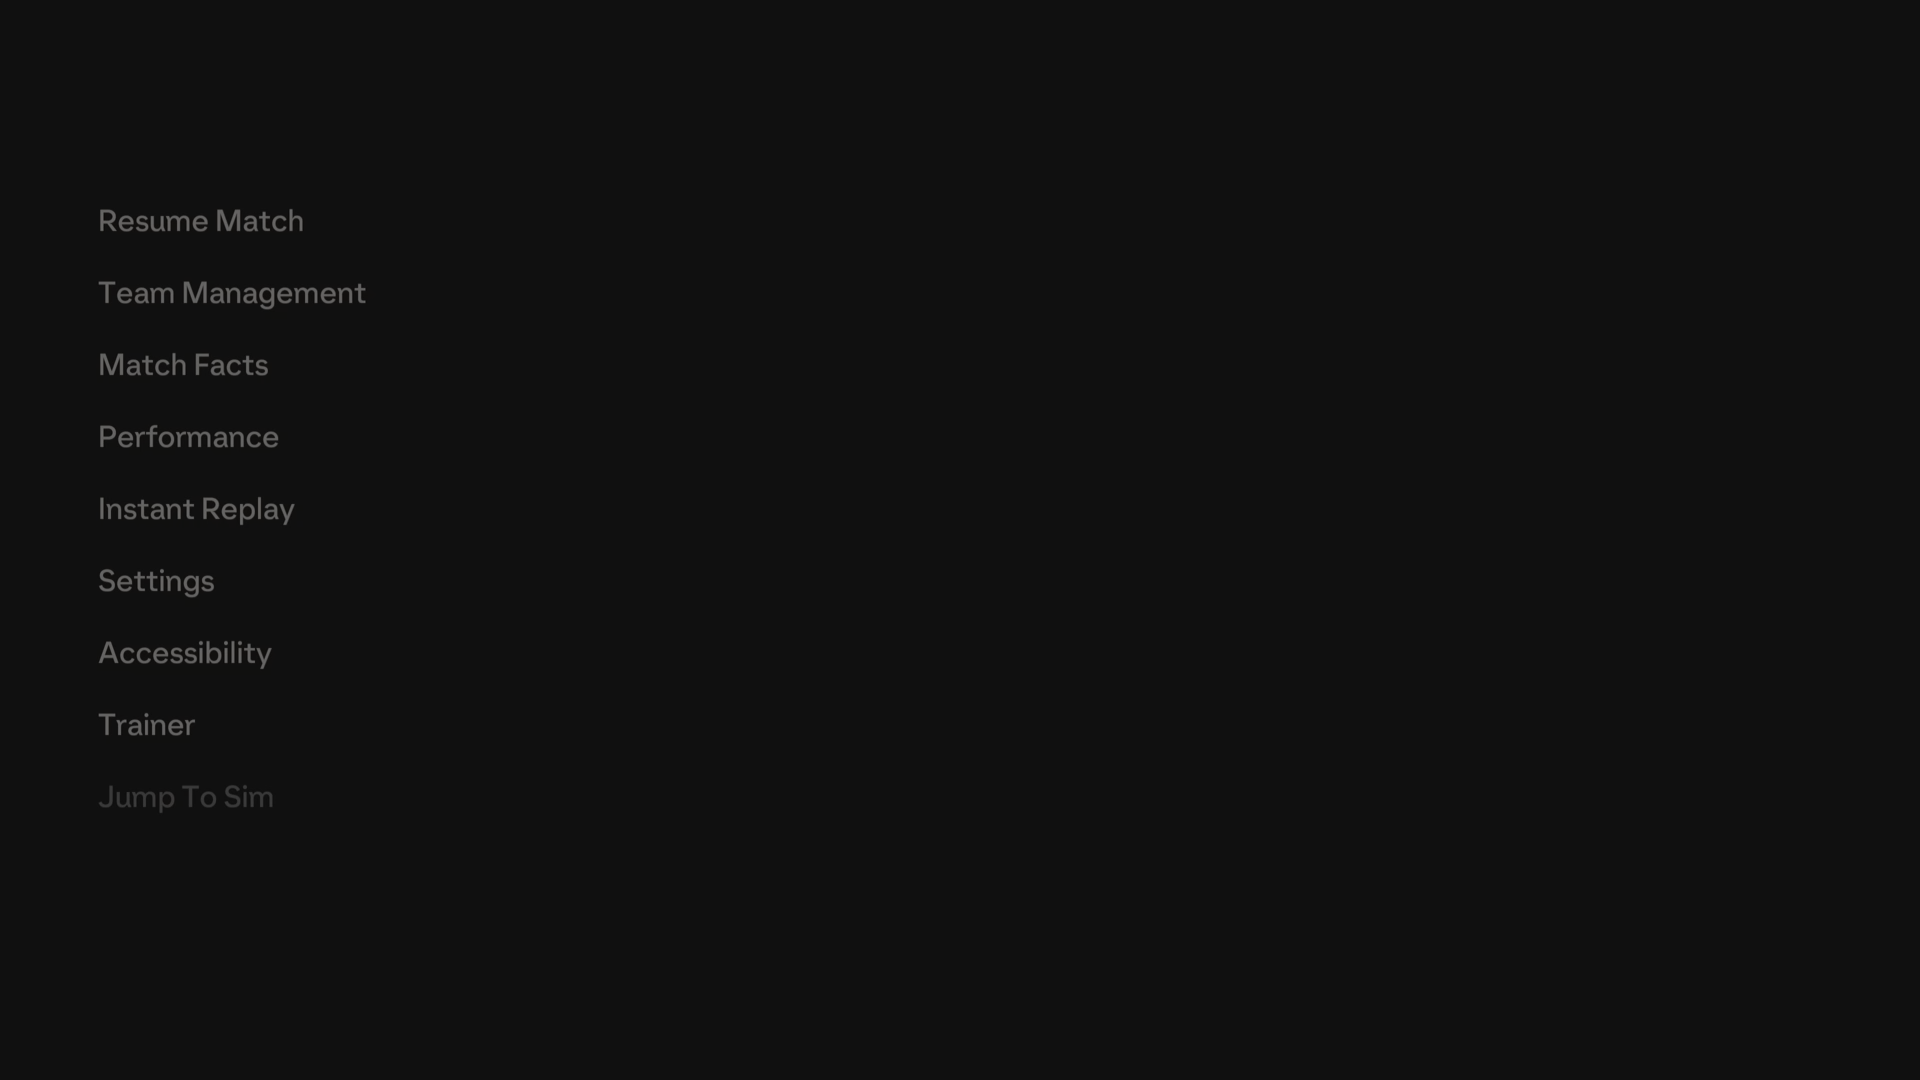 Resume Match
Team Management
Match Facts
Performance
Instant Replay
Settings
Accessibility
Trainer
Jump To Sim